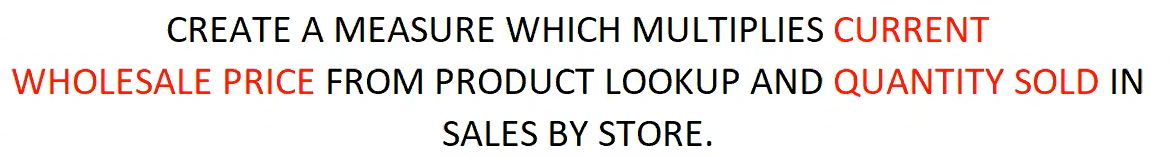 CREATE A MEASURE WHICH MULTIPLIES CURRENT
WHOLESALE PRICE FROM PRODUCT LOOKUP AND QUANTITY SOLD IN
SALES BY STORE.